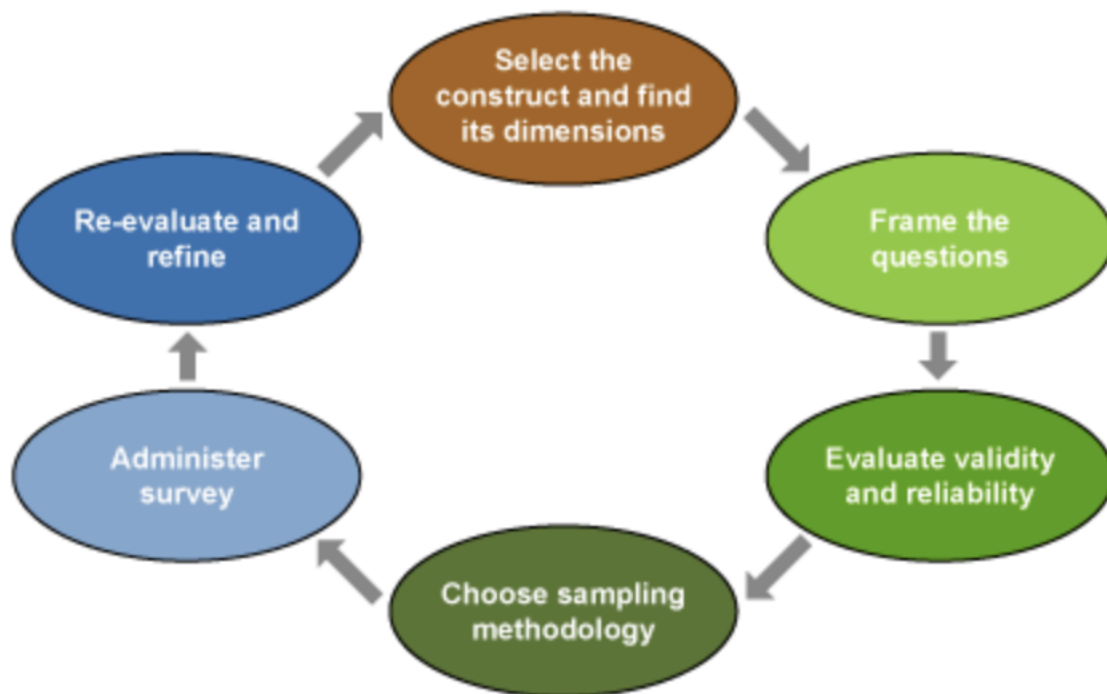 Select the
construct and find
its dimensions
Frame the
questions
Evaluate validity
and reliability
Choose sampling
methodology
Administer
survey
Re-evaluate and
refine